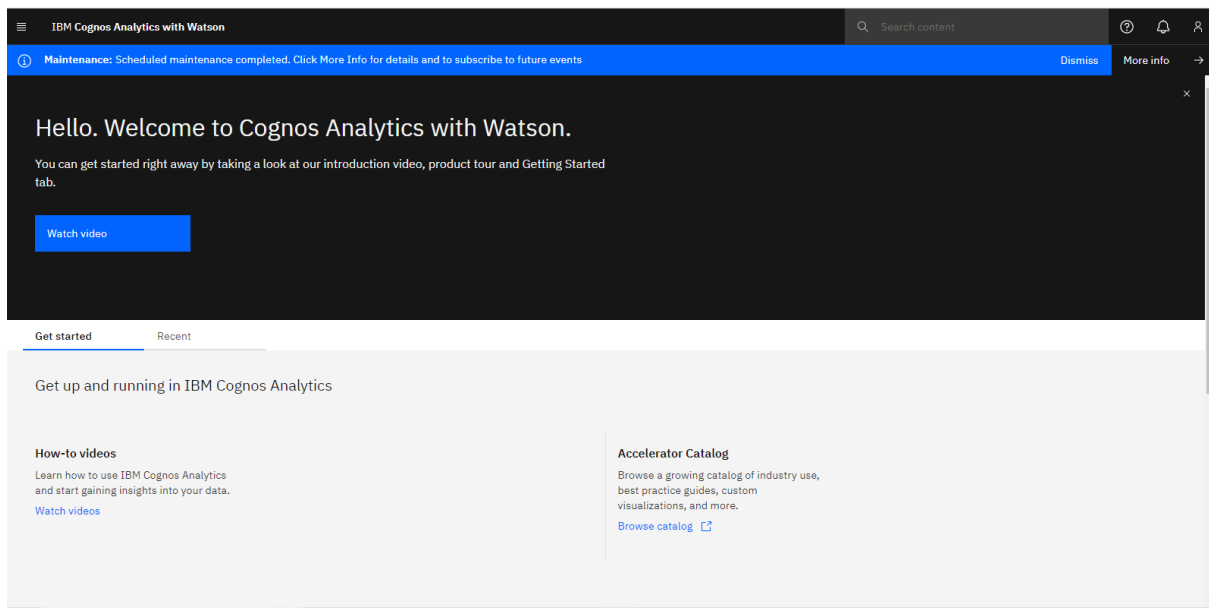 IBM Cognos Analytics with Watson
Search content
Maintenance: Scheduled maintenance completed. Click More Info for details and to subscribe to future events
Dismiss
More info
Hello. Welcome to Cognos Analytics with Watson.
You can get started right away by taking a look at our introduction video, product tour and Getting Started
tab.
Watch video
Get started
Recent
Get up and running in IBM Cognos Analytics
How-to videos
Learn how to use IBM Cognos Analytics
and start gaining insights into your data.
Watch videos
Accelerator Catalog
Browse a growing catalog of industry use,
best practice guides, custom
visualizations, and more.
Browse catalog